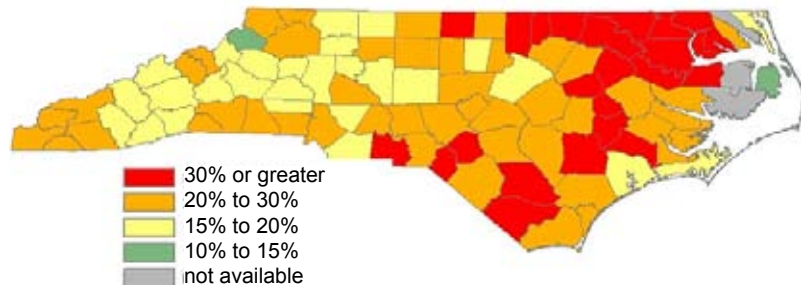 30% or greater
20% to 30%
15% to 20%
10% to 15%
not available